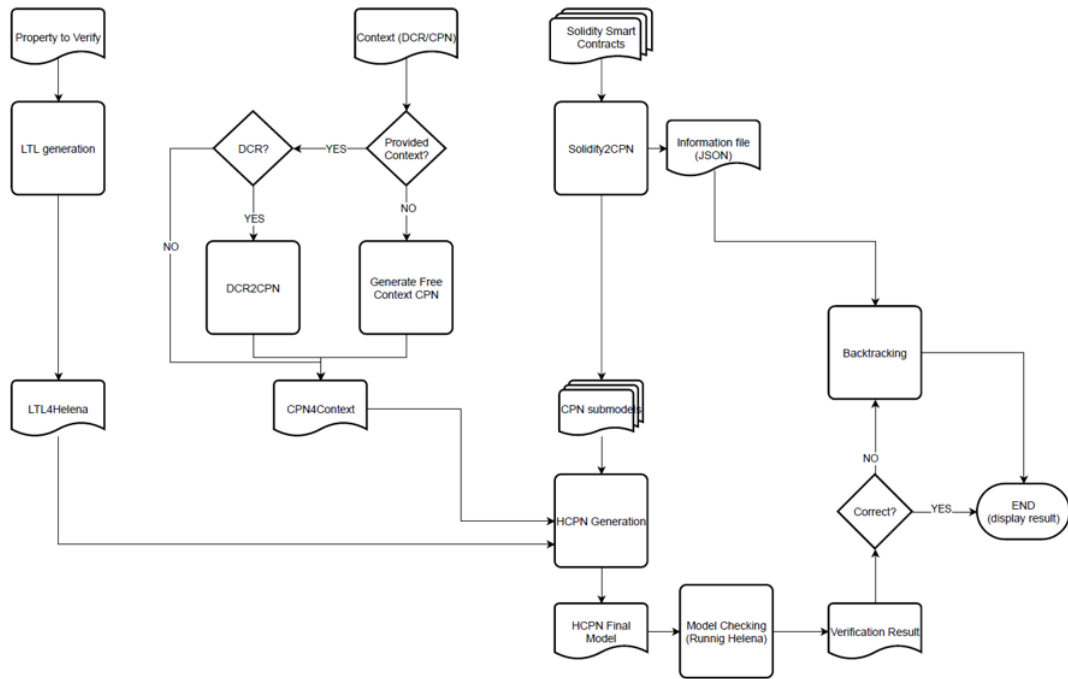 Property to Verify
Context (DCR/CPN)
Solidity Smart
Contracts
LTL generation
DCR?
YES
Provided
Context?
Solidity2CPN
Information file
(JSON)
NO
YES
NO
DCR2CPN
Generate Free
Context CPN
Backtracking
LTL4Helena
CPN4Context
CPN submodels
NO
HCPN Generation
Correct?
YES
END
(display result)
HCPN Final
Model
Model Checking
(Runnig Helena)
Verification Result